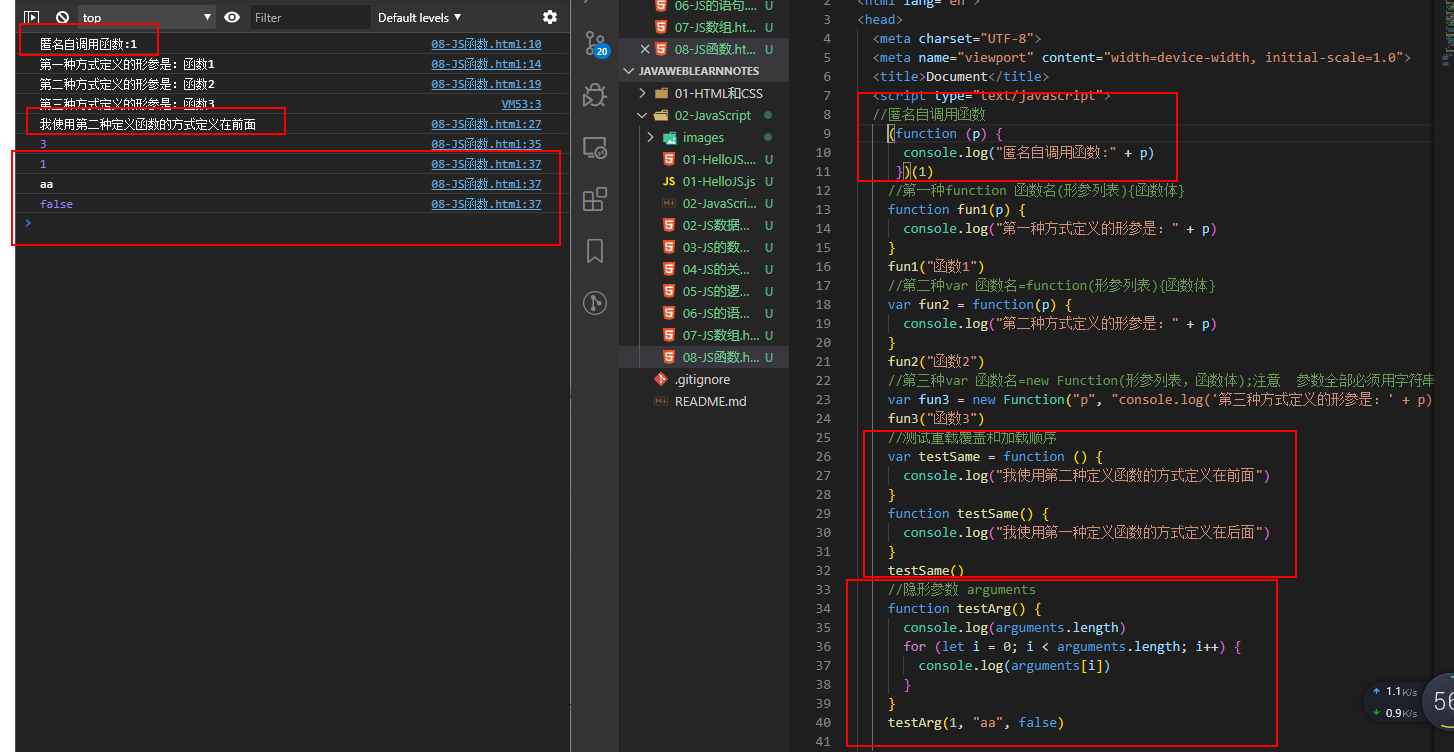 top
Filter
Default levels
匿名自调用函数:1 08-JS函数.html:10
第一种方式定义的形参是：函数1 08-JS函数.html:14
第二种方式定义的形参是：函数2 08-JS函数.html:19
第三种方式定义的形参是：函数3 VM53:3
我使用第二种定义函数的方式定义在前面 08-JS函数.html:27
3 08-JS函数.html:35
1 08-JS函数.html:37
aa 08-JS函数.html:37
false 08-JS函数.html:37
>
20
06-JS的语句.... U
07-JS数组.ht... U
08-JS函数.ht... U
JAVAWEBLEARNNOTES
01-HTML和CSS
02-JavaScript
images
01-HelloJS.... U
JS 01-HelloJS.js U
02-JavaScri... U
02-JS数据... U
03-JS的数... U
04-JS的关... U
05-JS的逻... U
06-JS的语... U
07-JS数组.h... U
08-JS函数.h... U
.gitignore
README.md
2 <html lang="en">
3 <head>
4 <meta charset="UTF-8">
5 <meta name="viewport" content="width=device-width, initial-scale=1.0">
6 <title>Document</title>
7 <script type="text/javascript">
8 //匿名自调用函数
9 (function (p) {
10 console.log("匿名自调用函数:" + p)
11 })(1)
12 //第一种function 函数名(形参列表){函数体}
13 function fun1(p) {
14 console.log("第一种方式定义的形参是：" + p)
15 }
16 fun1("函数1")
17 //第二种var 函数名=function(形参列表){函数体}
18 var fun2 = function(p) {
19 console.log("第二种方式定义的形参是：" + p)
20 }
21 fun2("函数2")
22 //第三种var 函数名=new Function(形参列表，函数体);注意 参数全部必须用字符串
23 var fun3 = new Function("p", "console.log('第三种方式定义的形参是：' + p)
24 fun3("函数3")
25 //测试重载覆盖和加载顺序
26 var testSame = function () {
27 console.log("我使用第二种定义函数的方式定义在前面")
28 }
29 function testSame() {
30 console.log("我使用第一种定义函数的方式定义在后面")
31 }
32 testSame()
33 //隐形参数 arguments
34 function testArg() {
35 console.log(arguments.length)
36 for (let i = 0; i < arguments.length; i++) {
37 console.log(arguments[i])
38 }
39 }
40 testArg(1, "aa", false)
41
1.1K/s
0.9K/s
56